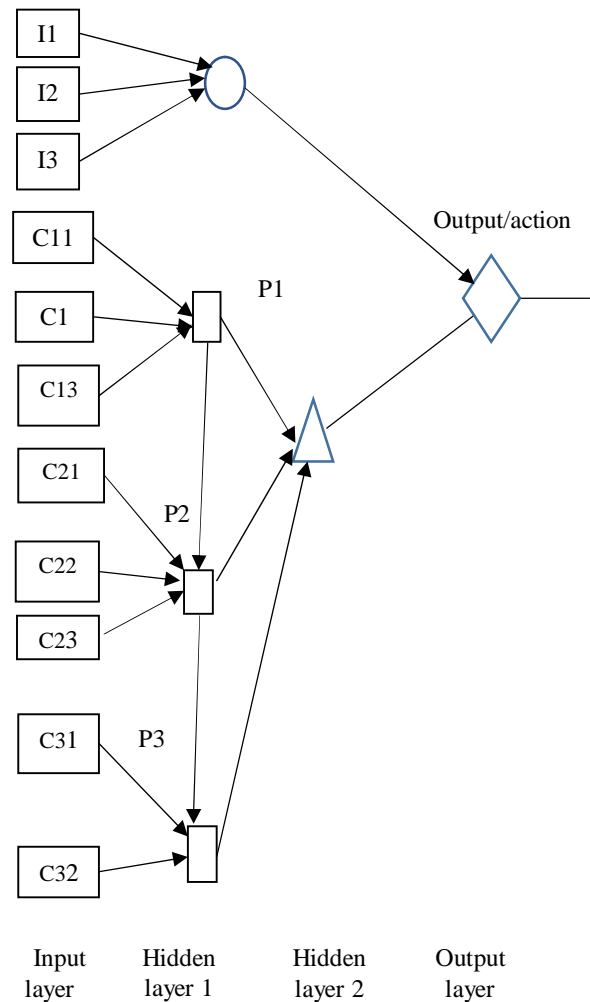 I1
I2
I3
C11
Output/action
P1
C1
C13
C21
P2
C22
C23
C31
P3
C32
Input layer
Hidden layer 1
Hidden layer 2
Output layer